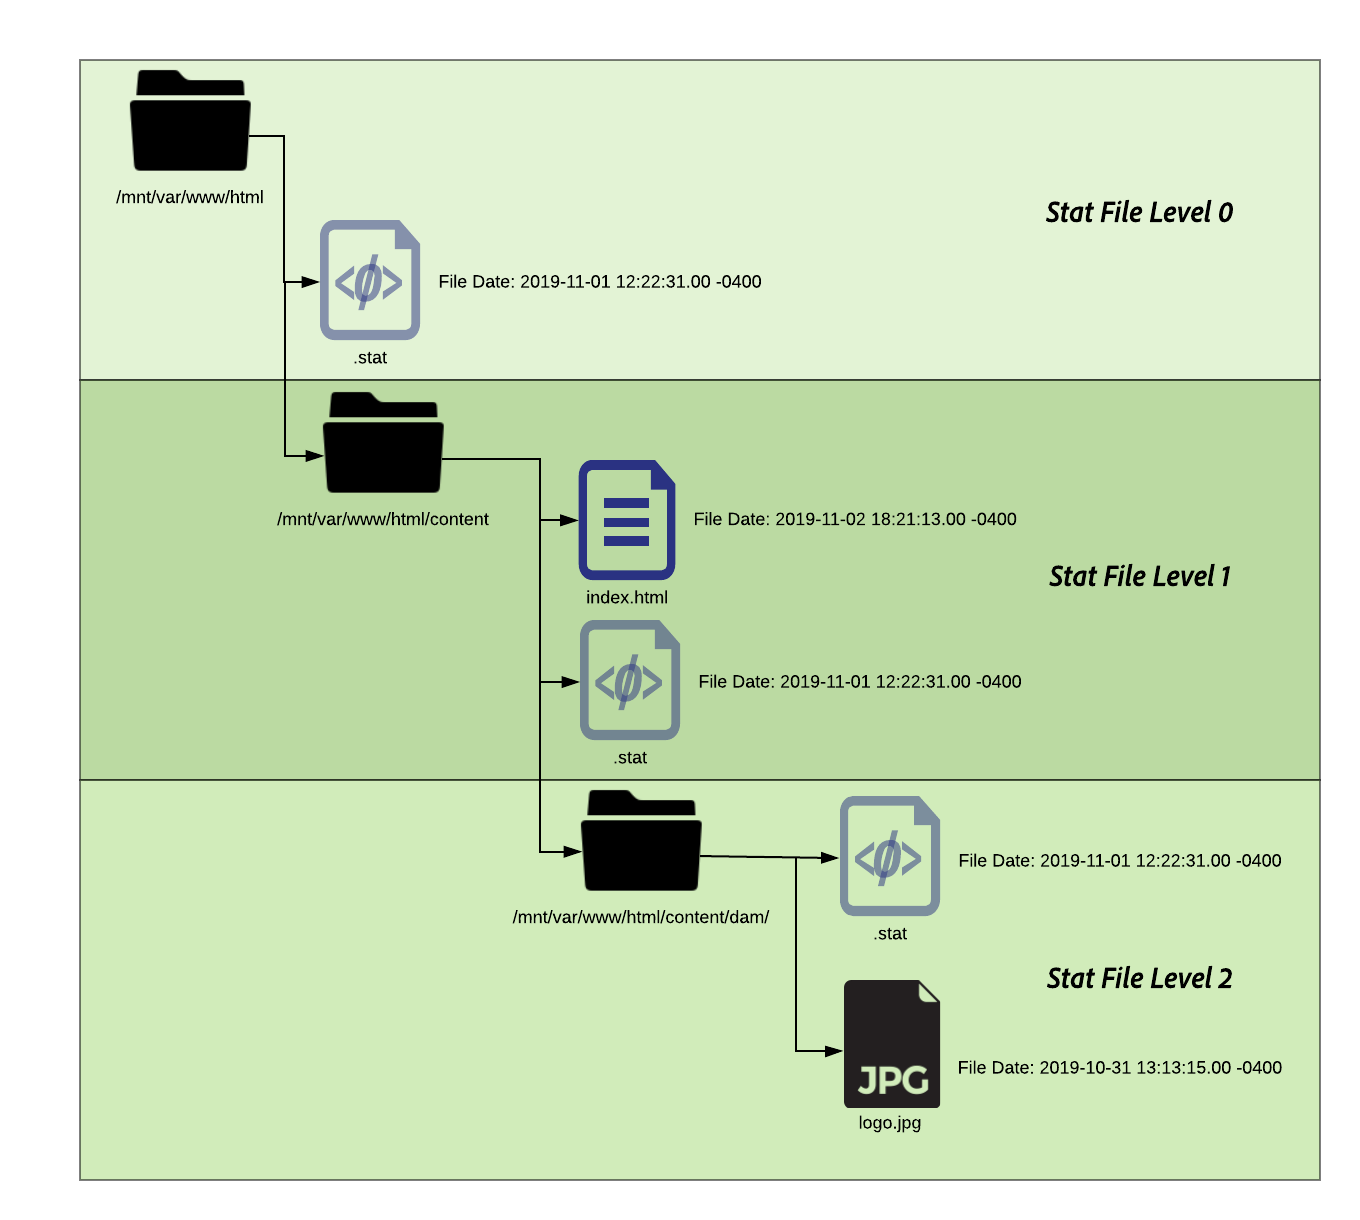 /mnt/var/www/html
Stat File Level 0
File Date: 2019-11-01 12:22:31.00 -0400
.stat
/mnt/var/www/html/content
File Date: 2019-11-02 18:21:13.00 -0400
Stat File Level 1
index.html
File Date: 2019-11-01 12:22:31.00 -0400
.stat
File Date: 2019-11-01 12:22:31.00 -0400
/mnt/var/www/html/content/dam/
.stat
Stat File Level 2
JPG
File Date: 2019-10-31 13:13:15.00 -0400
logo.jpg